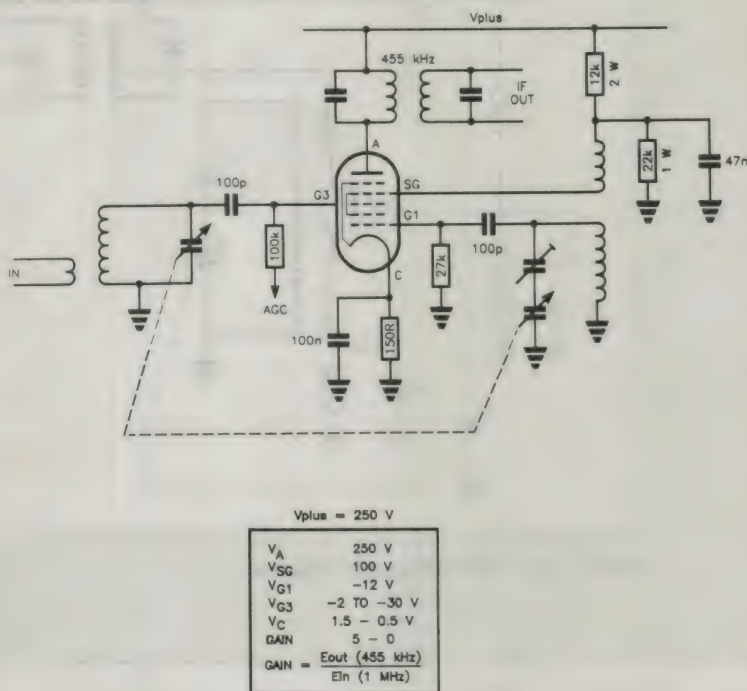 Vplus
455 kHz
IF
OUT
12k
2 W
22k
1 W
47n
A
SG
G3
G1
C
100p
100k
AGC
IN
100p
27k
100n
150R
Vplus = 250 V
VA 250 V
VSG 100 V
VG1 -12 V
VG3 -2 TO -30 V
VC 1.5 - 0.5 V
GAIN 5 - 0
GAIN = Eout (455 kHz)
Ein (1 MHz)